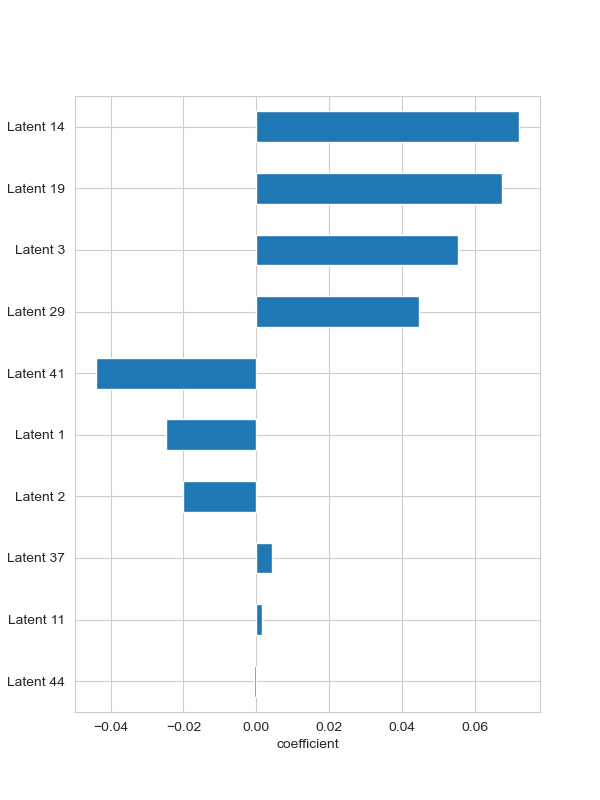 Latent 14
Latent 19
Latent 3
Latent 29
Latent 41
Latent 1
Latent 2
Latent 37
Latent 11
Latent 44
−0.04 −0.02 0.00 0.02 0.04 0.06
coefficient